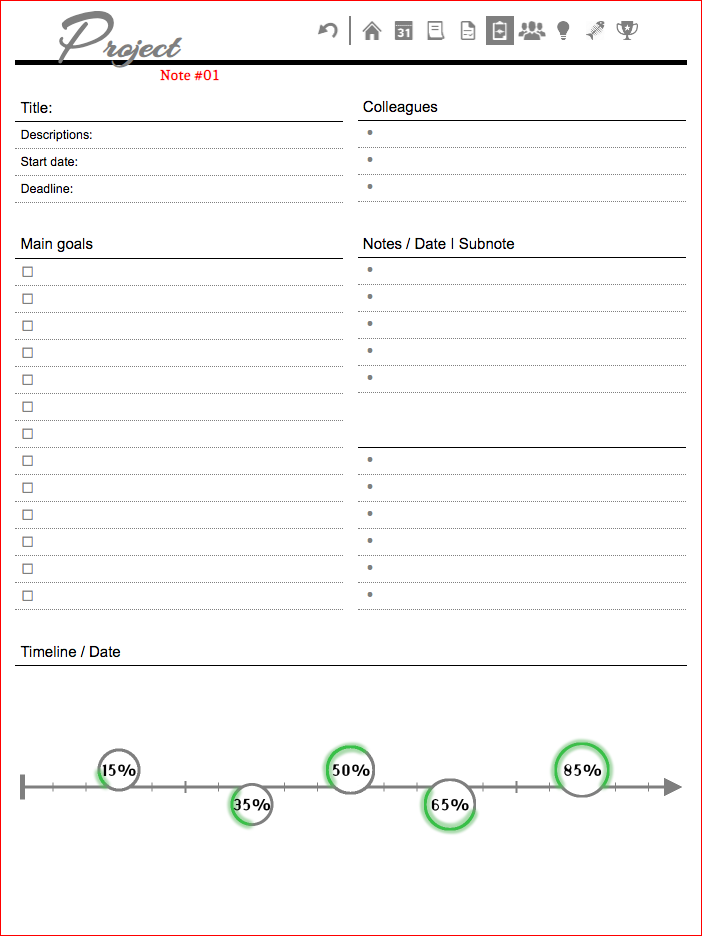 Project
31
Note #01
Title:
Descriptions:
Start date:
Deadline:
Colleagues
Main goals
Notes / Date | Subnote
Timeline / Date
15%
35%
50%
65%
85%